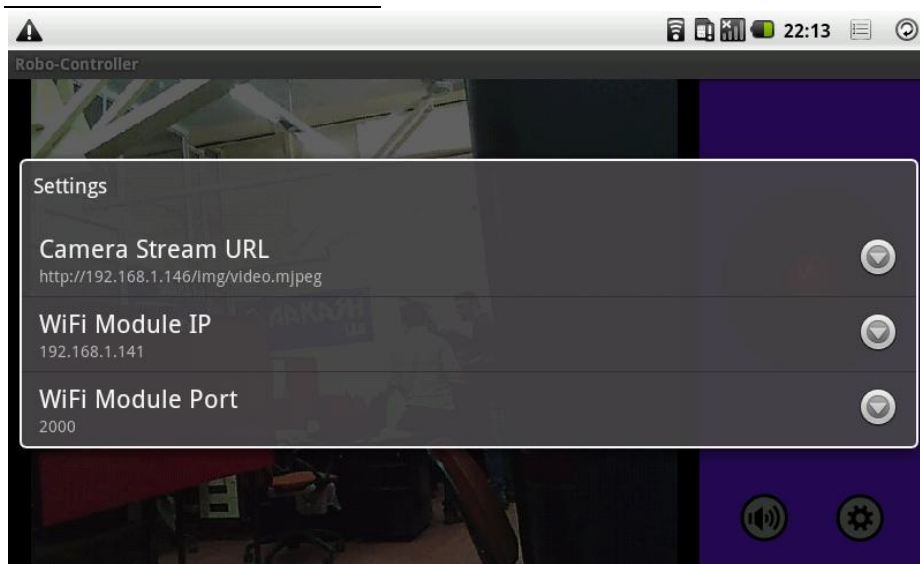 22:13
Robo-Controller
Settings
Camera Stream URL
http://192.168.1.146/img/video.mjpeg
WiFi Module IP
192.168.1.141
WiFi Module Port
2000